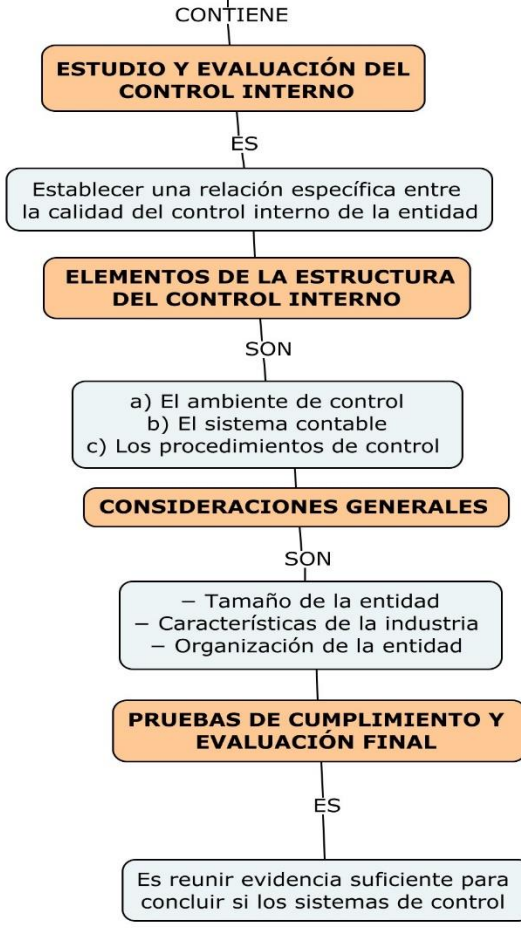 CONTIENE
ESTUDIO Y EVALUACIÓN DEL
CONTROL INTERNO
ES
Establecer una relación específica entre
la calidad del control interno de la entidad
ELEMENTOS DE LA ESTRUCTURA
DEL CONTROL INTERNO
SON
a) El ambiente de control
b) El sistema contable
c) Los procedimientos de control
CONSIDERACIONES GENERALES
SON
− Tamaño de la entidad
− Características de la industria
− Organización de la entidad
PRUEBAS DE CUMPLIMIENTO Y
EVALUACIÓN FINAL
ES
Es reunir evidencia suficiente para
concluir si los sistemas de control